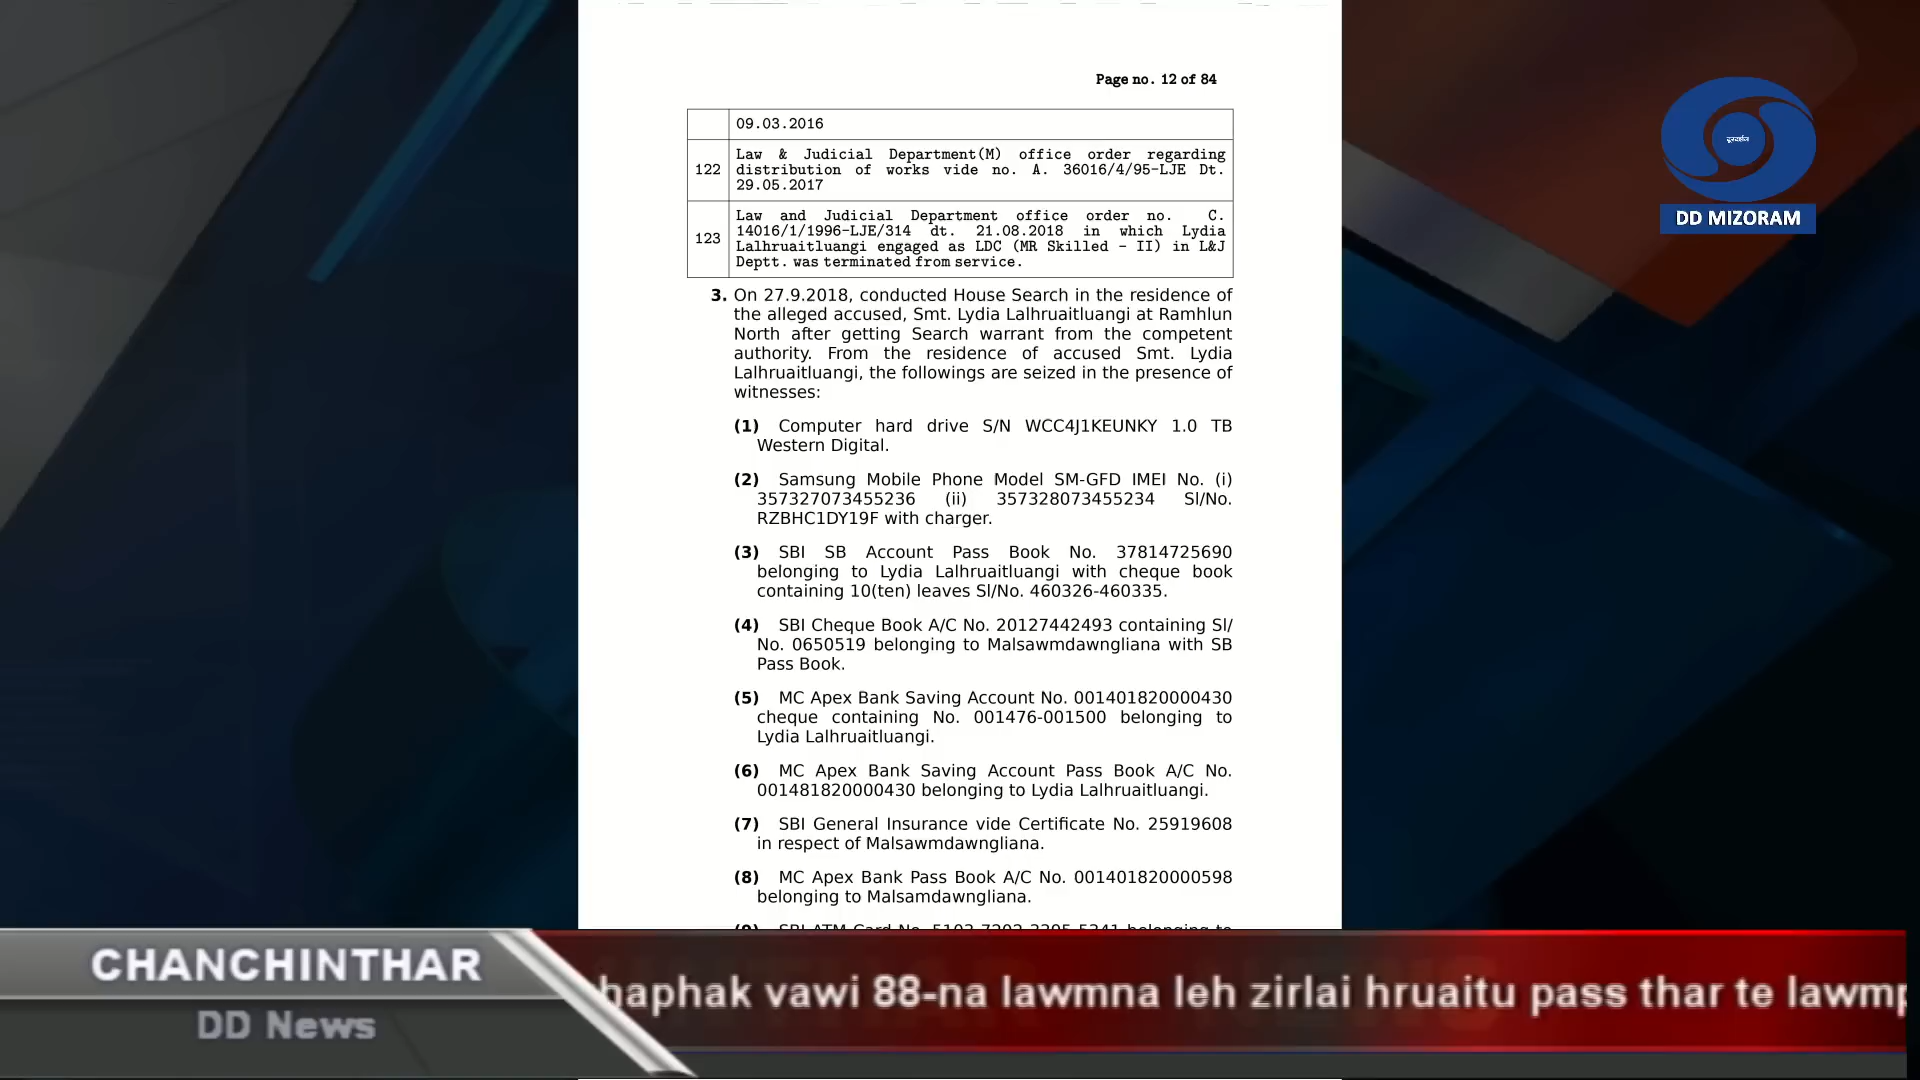 Page no. 12 of 84
09.03.2016
122
Law & Judicial Department(M) office order regarding
distribution of works vide no. A. 36016/4/95-LJE Dt.
29.05.2017
123
Law and Judicial Department office order no. C.
14016/1/1996-LJE/314 dt. 21.08.2018 in which Lydia
Lalhruaitluangi engaged as LDC (MR Skilled - II) in L&J
Deptt. was terminated from service.
3. On 27.9.2018, conducted House Search in the residence of
the alleged accused, Smt. Lydia Lalhruaitluangi at Ramhlun
North after getting Search warrant from the competent
authority. From the residence of accused Smt. Lydia
Lalhruaitluangi, the followings are seized in the presence of
witnesses:
(1) Computer hard drive S/N WCC4J1KEUNKY 1.0 TB
Western Digital.
(2) Samsung Mobile Phone Model SM-GFD IMEI No. (i)
357327073455236 (ii) 357328073455234 Sl/No.
RZBHC1DY19F with charger.
(3) SBI SB Account Pass Book No. 37814725690
belonging to Lydia Lalhruaitluangi with cheque book
containing 10(ten) leaves Sl/No. 460326-460335.
(4) SBI Cheque Book A/C No. 20127442493 containing Sl/
No. 0650519 belonging to Malsawmdawngliana with SB
Pass Book.
(5) MC Apex Bank Saving Account No. 001401820000430
cheque containing No. 001476-001500 belonging to
Lydia Lalhruaitluangi.
(6) MC Apex Bank Saving Account Pass Book A/C No.
001481820000430 belonging to Lydia Lalhruaitluangi.
(7) SBI General Insurance vide Certificate No. 25919608
in respect of Malsawmdawngliana.
(8) MC Apex Bank Pass Book A/C No. 001401820000598
belonging to Malsamdawngliana.
दूरदर्शन
DD MIZORAM
CHANCHINTHAR
DD News
haphak vawi 88-na lawmna leh zirlai hruaitu pass thar te lawmp